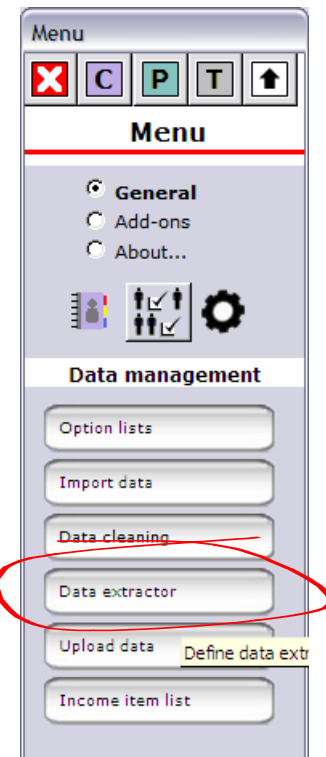 Menu
C P T
Menu
General
Add-ons
About...
Data management
Option lists
Import data
Data cleaning
Data extractor
Upload data
Define data extr
Income item list